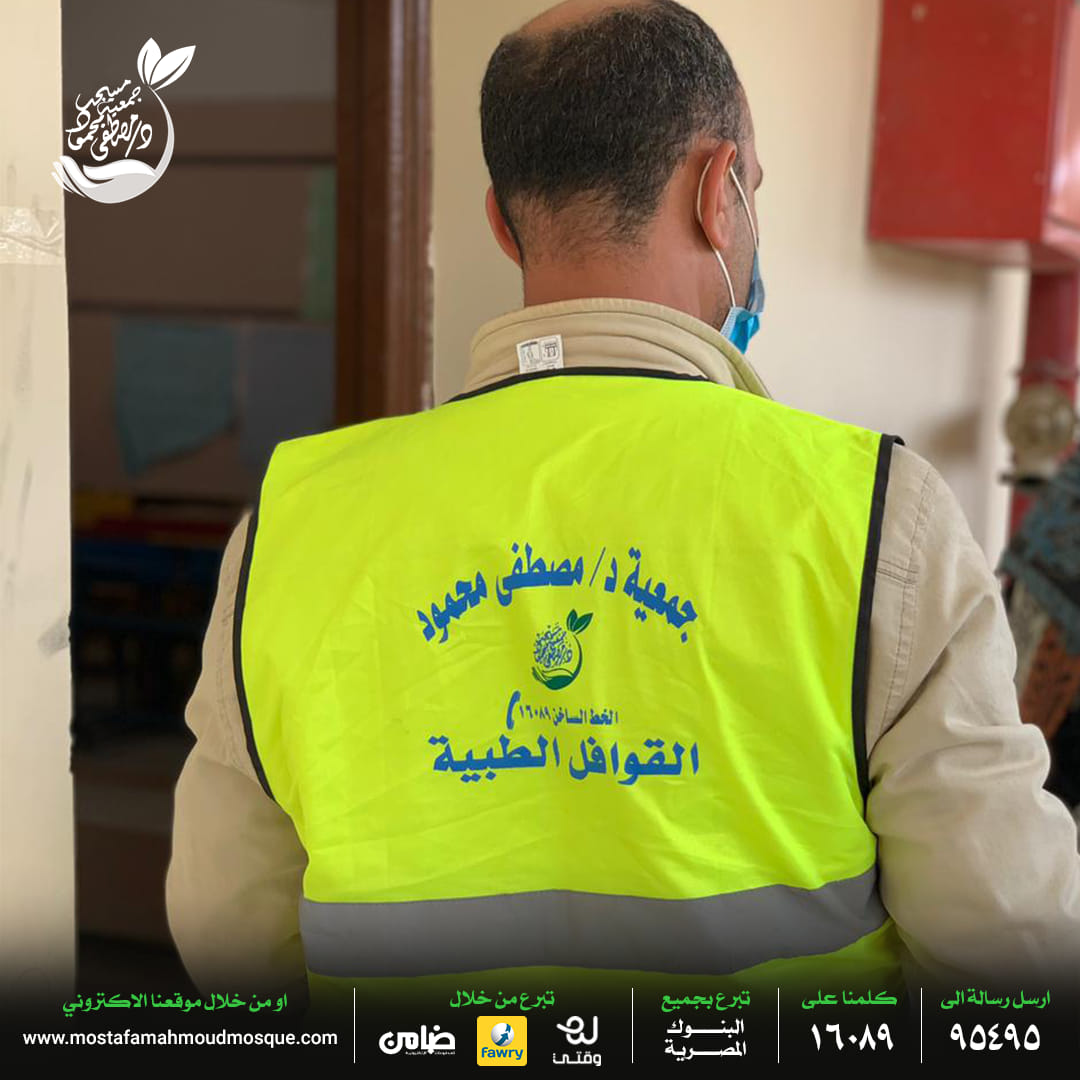 مسجد
جمعية
د/مصطفى محمود
جمعية د/ مصطفى محمود
الخط الساخن ١٦٠٨٩
القوافل الطبية
ارسل رسالة الى
٩٥٤٩٥
كلمنا على
١٦٠٨٩
تبرع بجميع
البنوك
المصرية
تبرع من خلال
وقتي
fawry
ضامن
او من خلال موقعنا الاكتروني
www.mostafamahmoudmosque.com